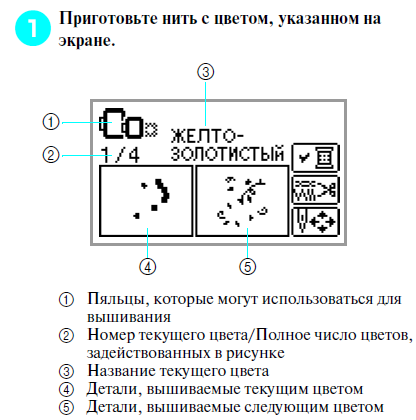 1 Приготовьте нить с цветом, указанном на
экране.
③
①
②
ЖЕЛТО-
1/4 ЗОЛОТИСТЫЙ
④ ⑤
① Пяльцы, которые могут использоваться для
вышивания
② Номер текущего цвета/Полное число цветов,
задействованных в рисунке
③ Название текущего цвета
④ Детали, вышиваемые текущим цветом
⑤ Детали, вышиваемые следующим цветом